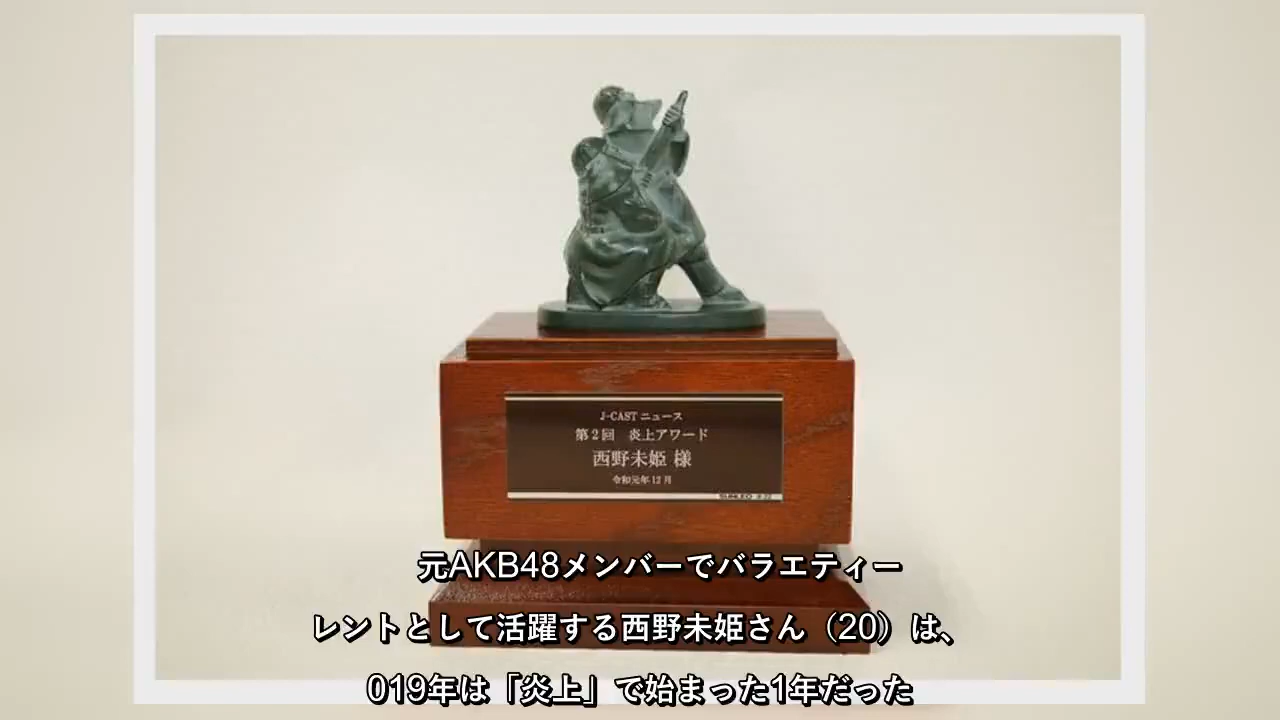 J-CASTニュース
第2回 炎上アワード
西野未姫 様
令和元年12月
元AKB48メンバーでバラエティー
レントとして活躍する西野未姫さん（20）は、
019年は「炎上」で始まった1年だった